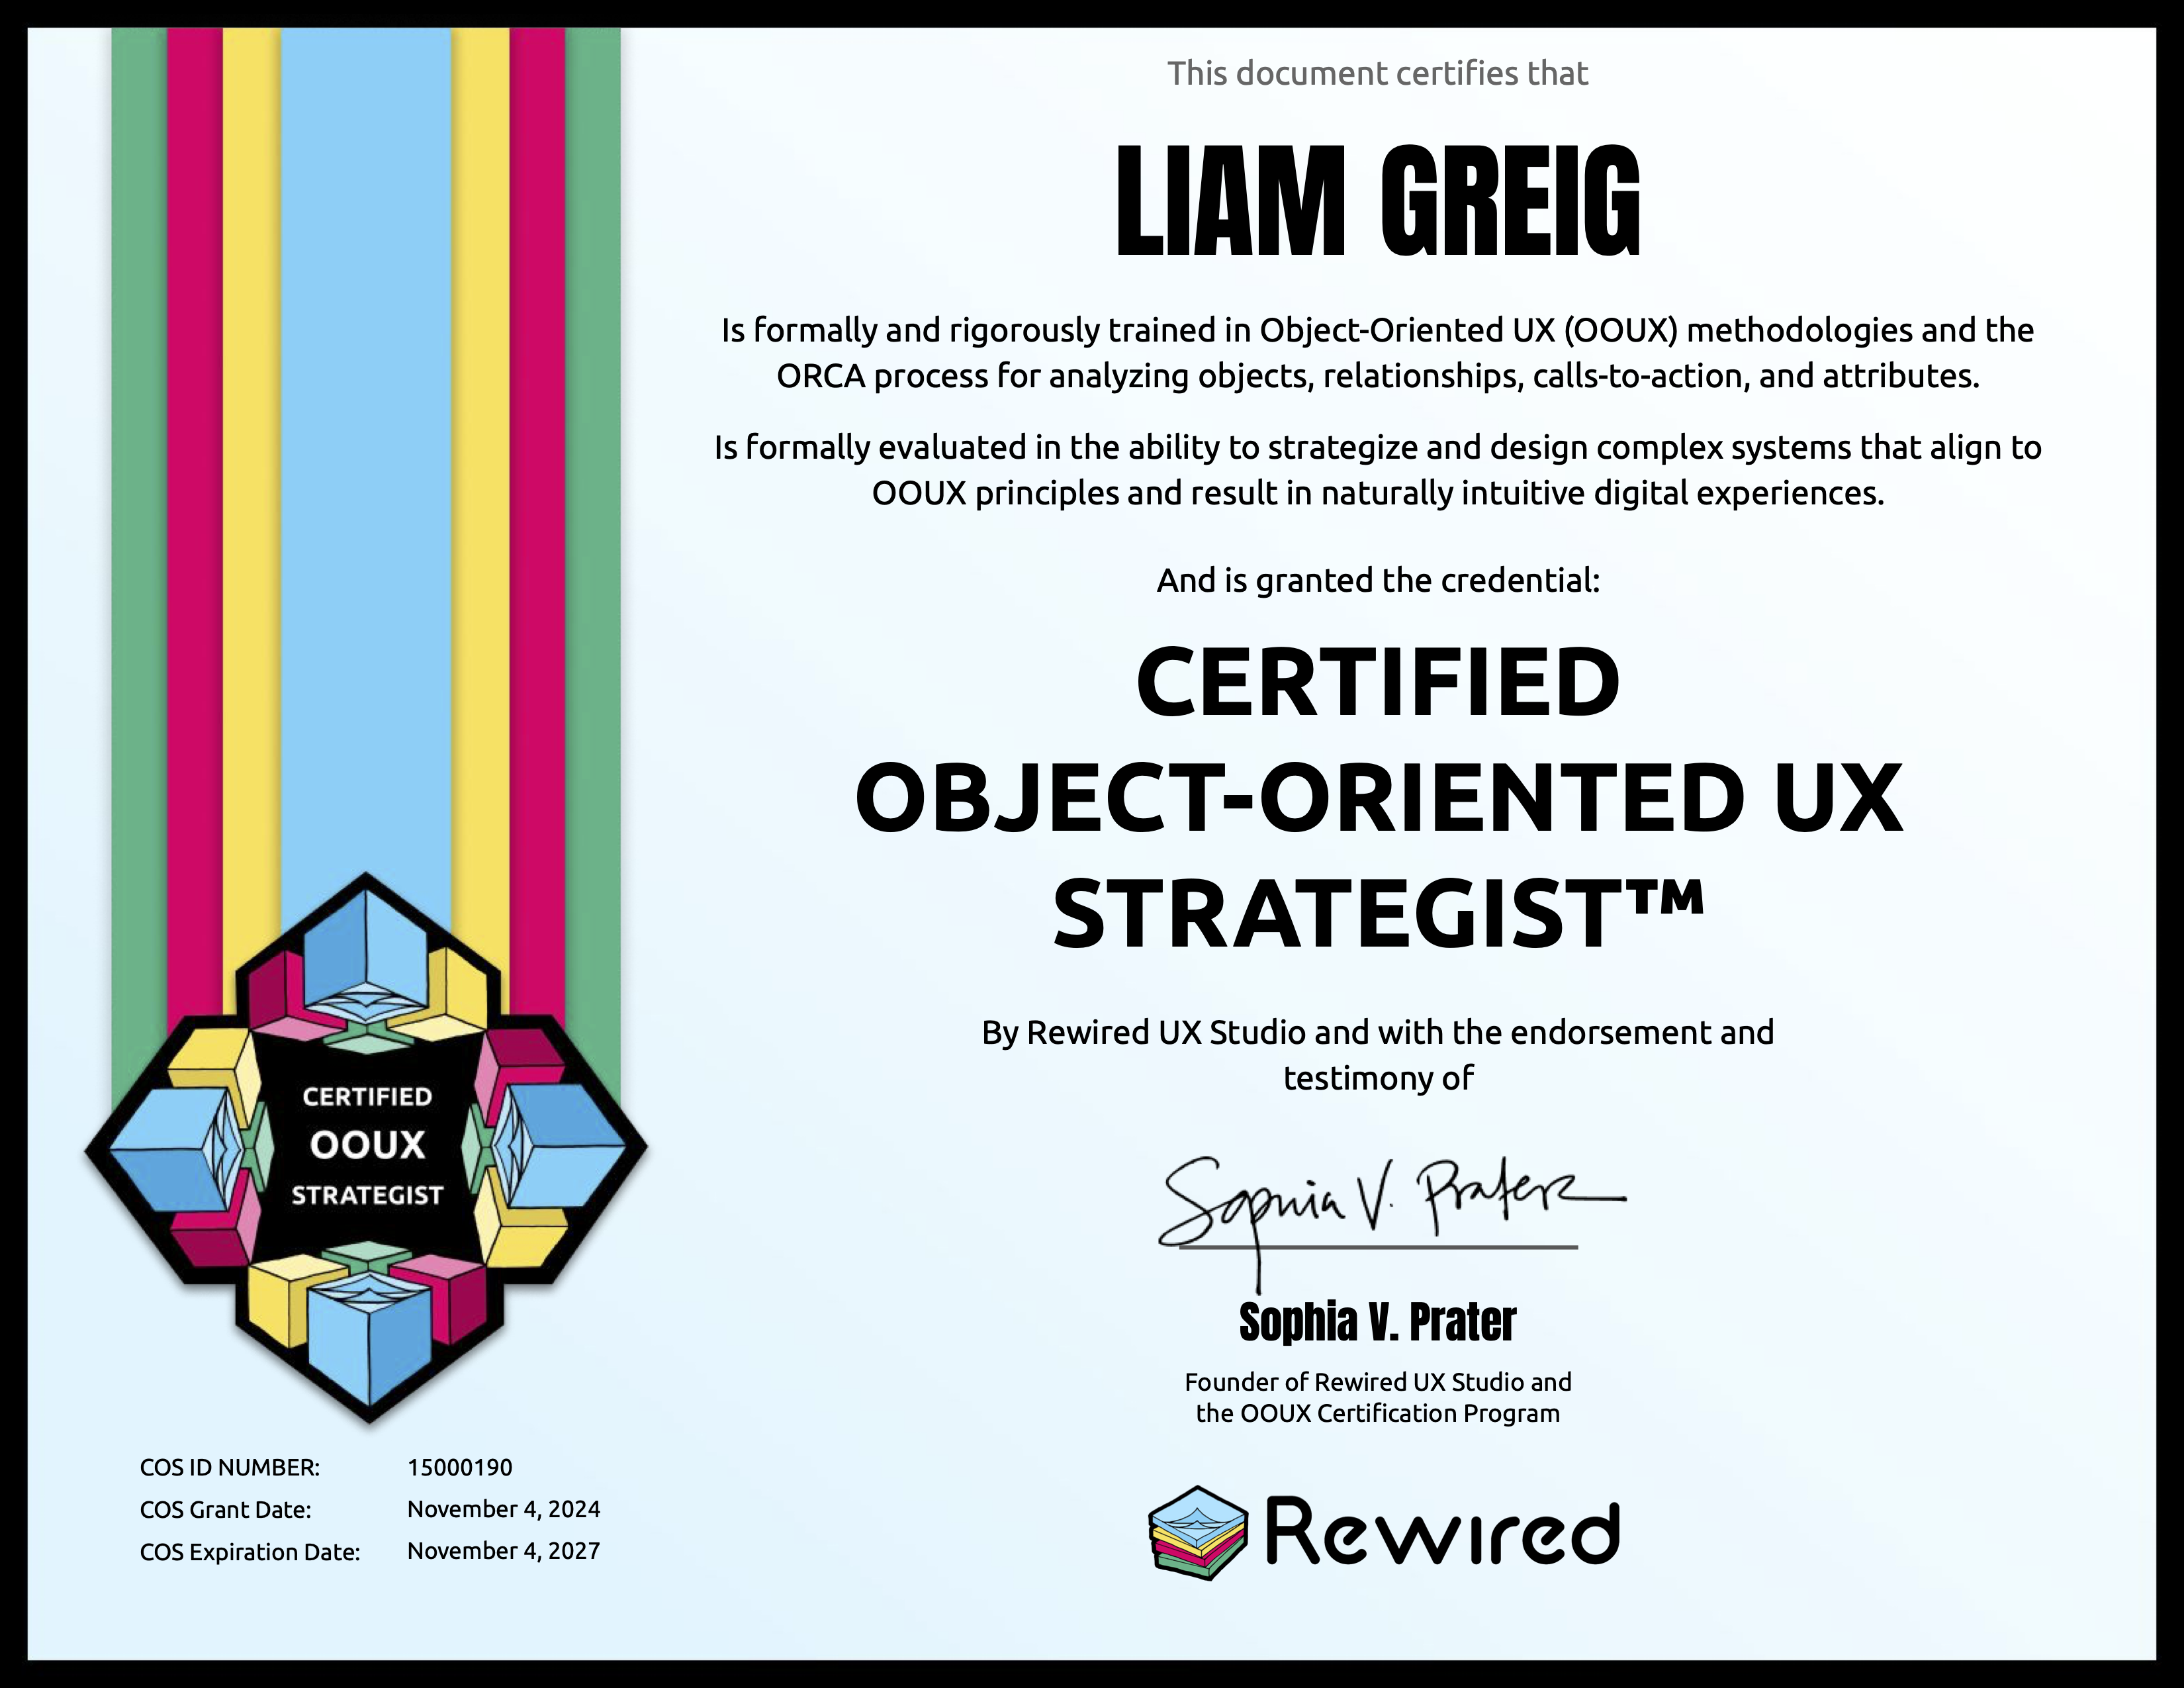 This document certifies that
LIAM GREIG
Is formally and rigorously trained in Object-Oriented UX (OOUX) methodologies and the
ORCA process for analyzing objects, relationships, calls-to-action, and attributes.
Is formally evaluated in the ability to strategize and design complex systems that align to
OOUX principles and result in naturally intuitive digital experiences.
And is granted the credential:
CERTIFIED
OBJECT-ORIENTED UX
STRATEGIST™
By Rewired UX Studio and with the endorsement and
testimony of
Sophia V. Prater
Sophia V. Prater
Founder of Rewired UX Studio and
the OOUX Certification Program
Rewired
CERTIFIED
OOUX
STRATEGIST
COS ID NUMBER: 15000190
COS Grant Date: November 4, 2024
COS Expiration Date: November 4, 2027